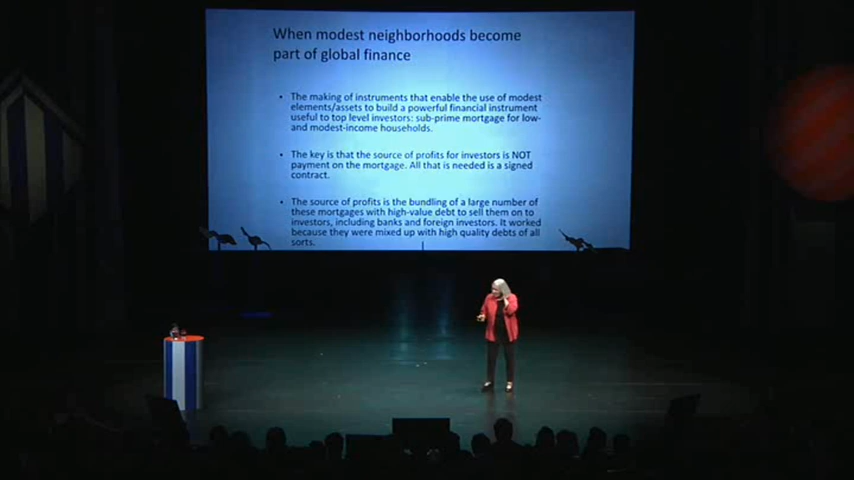 When modest neighborhoods become
part of global finance
• The making of instruments that enable the use of modest
elements/assets to build a powerful financial instrument
useful to top level investors: sub-prime mortgage for low-
and modest-income households.
• The key is that the source of profits for investors is NOT
payment on the mortgage. All that is needed is a signed
contract.
• The source of profits is the bundling of a large number of
these mortgages with high-value debt to sell them on to
investors, including banks and foreign investors. It worked
because they were mixed up with high quality debts of all
sorts.